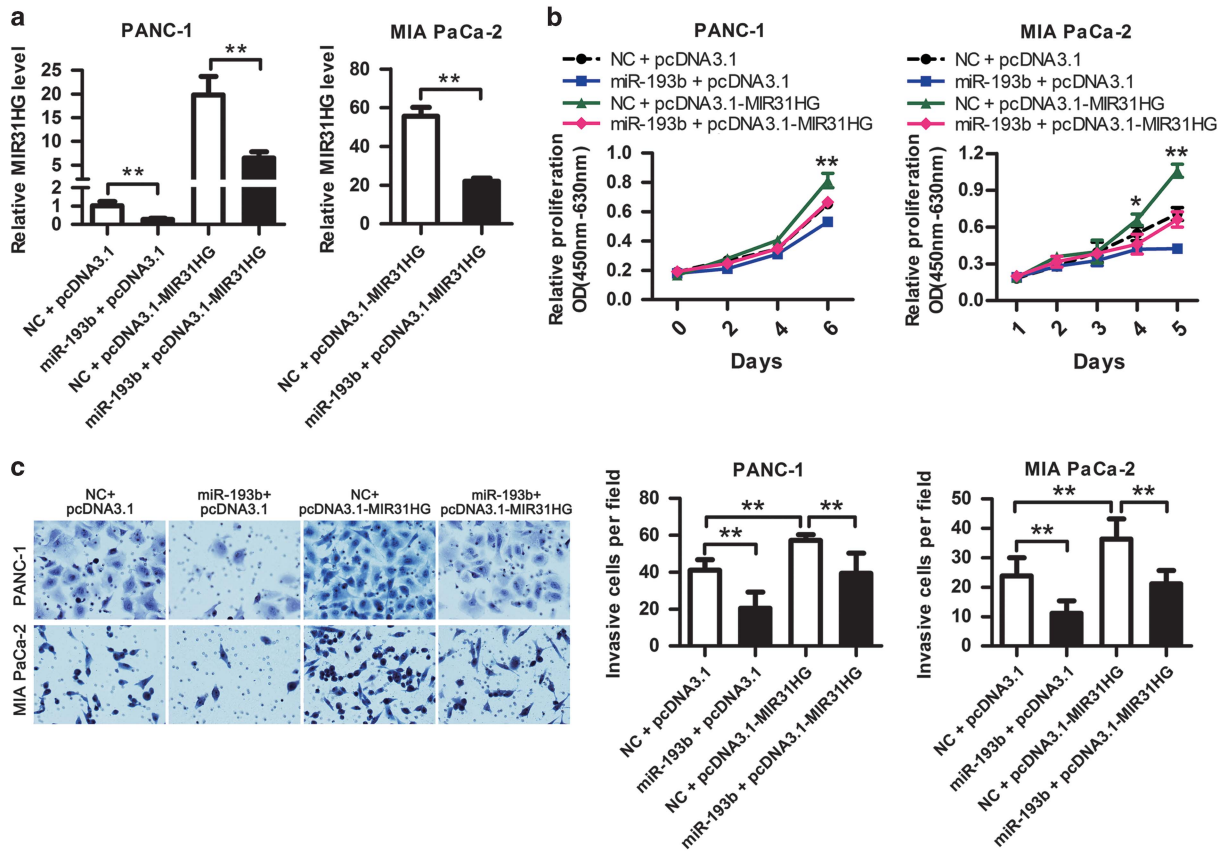 a
PANC-1
Relative MIR31HG level
25
20
15
10
5
2
1
0
**
**
NC + pcDNA3.1
miR-193b + pcDNA3.1
NC + pcDNA3.1-MIR31HG
miR-193b + pcDNA3.1-MIR31HG
MIA PaCa-2
Relative MIR31HG level
80
60
40
20
0
**
NC + pcDNA3.1-MIR31HG
miR-193b + pcDNA3.1-MIR31HG
b
PANC-1
NC + pcDNA3.1
miR-193b + pcDNA3.1
NC + pcDNA3.1-MIR31HG
miR-193b + pcDNA3.1-MIR31HG
Relative proliferation
OD(450nm-630nm)
1.0
0.8
0.6
0.4
0.2
0.0
**
0 2 4 6
Days
MIA PaCa-2
NC + pcDNA3.1
miR-193b + pcDNA3.1
NC + pcDNA3.1-MIR31HG
miR-193b + pcDNA3.1-MIR31HG
Relative proliferation
OD(450nm-630nm)
1.2
0.9
0.6
0.3
0.0
*
**
1 2 3 4 5
Days
c
NC+
pcDNA3.1
miR-193b+
pcDNA3.1
NC+
pcDNA3.1-MIR31HG
miR-193b+
pcDNA3.1-MIR31HG
PANC-1
MIA PaCa-2
PANC-1
Invasive cells per field
80
60
40
20
0
**
**
**
NC + pcDNA3.1
miR-193b + pcDNA3.1
NC + pcDNA3.1-MIR31HG
miR-193b + pcDNA3.1-MIR31HG
MIA PaCa-2
Invasive cells per field
50
40
30
20
10
0
**
**
**
NC + pcDNA3.1
miR-193b + pcDNA3.1
NC + pcDNA3.1-MIR31HG
miR-193b + pcDNA3.1-MIR31HG